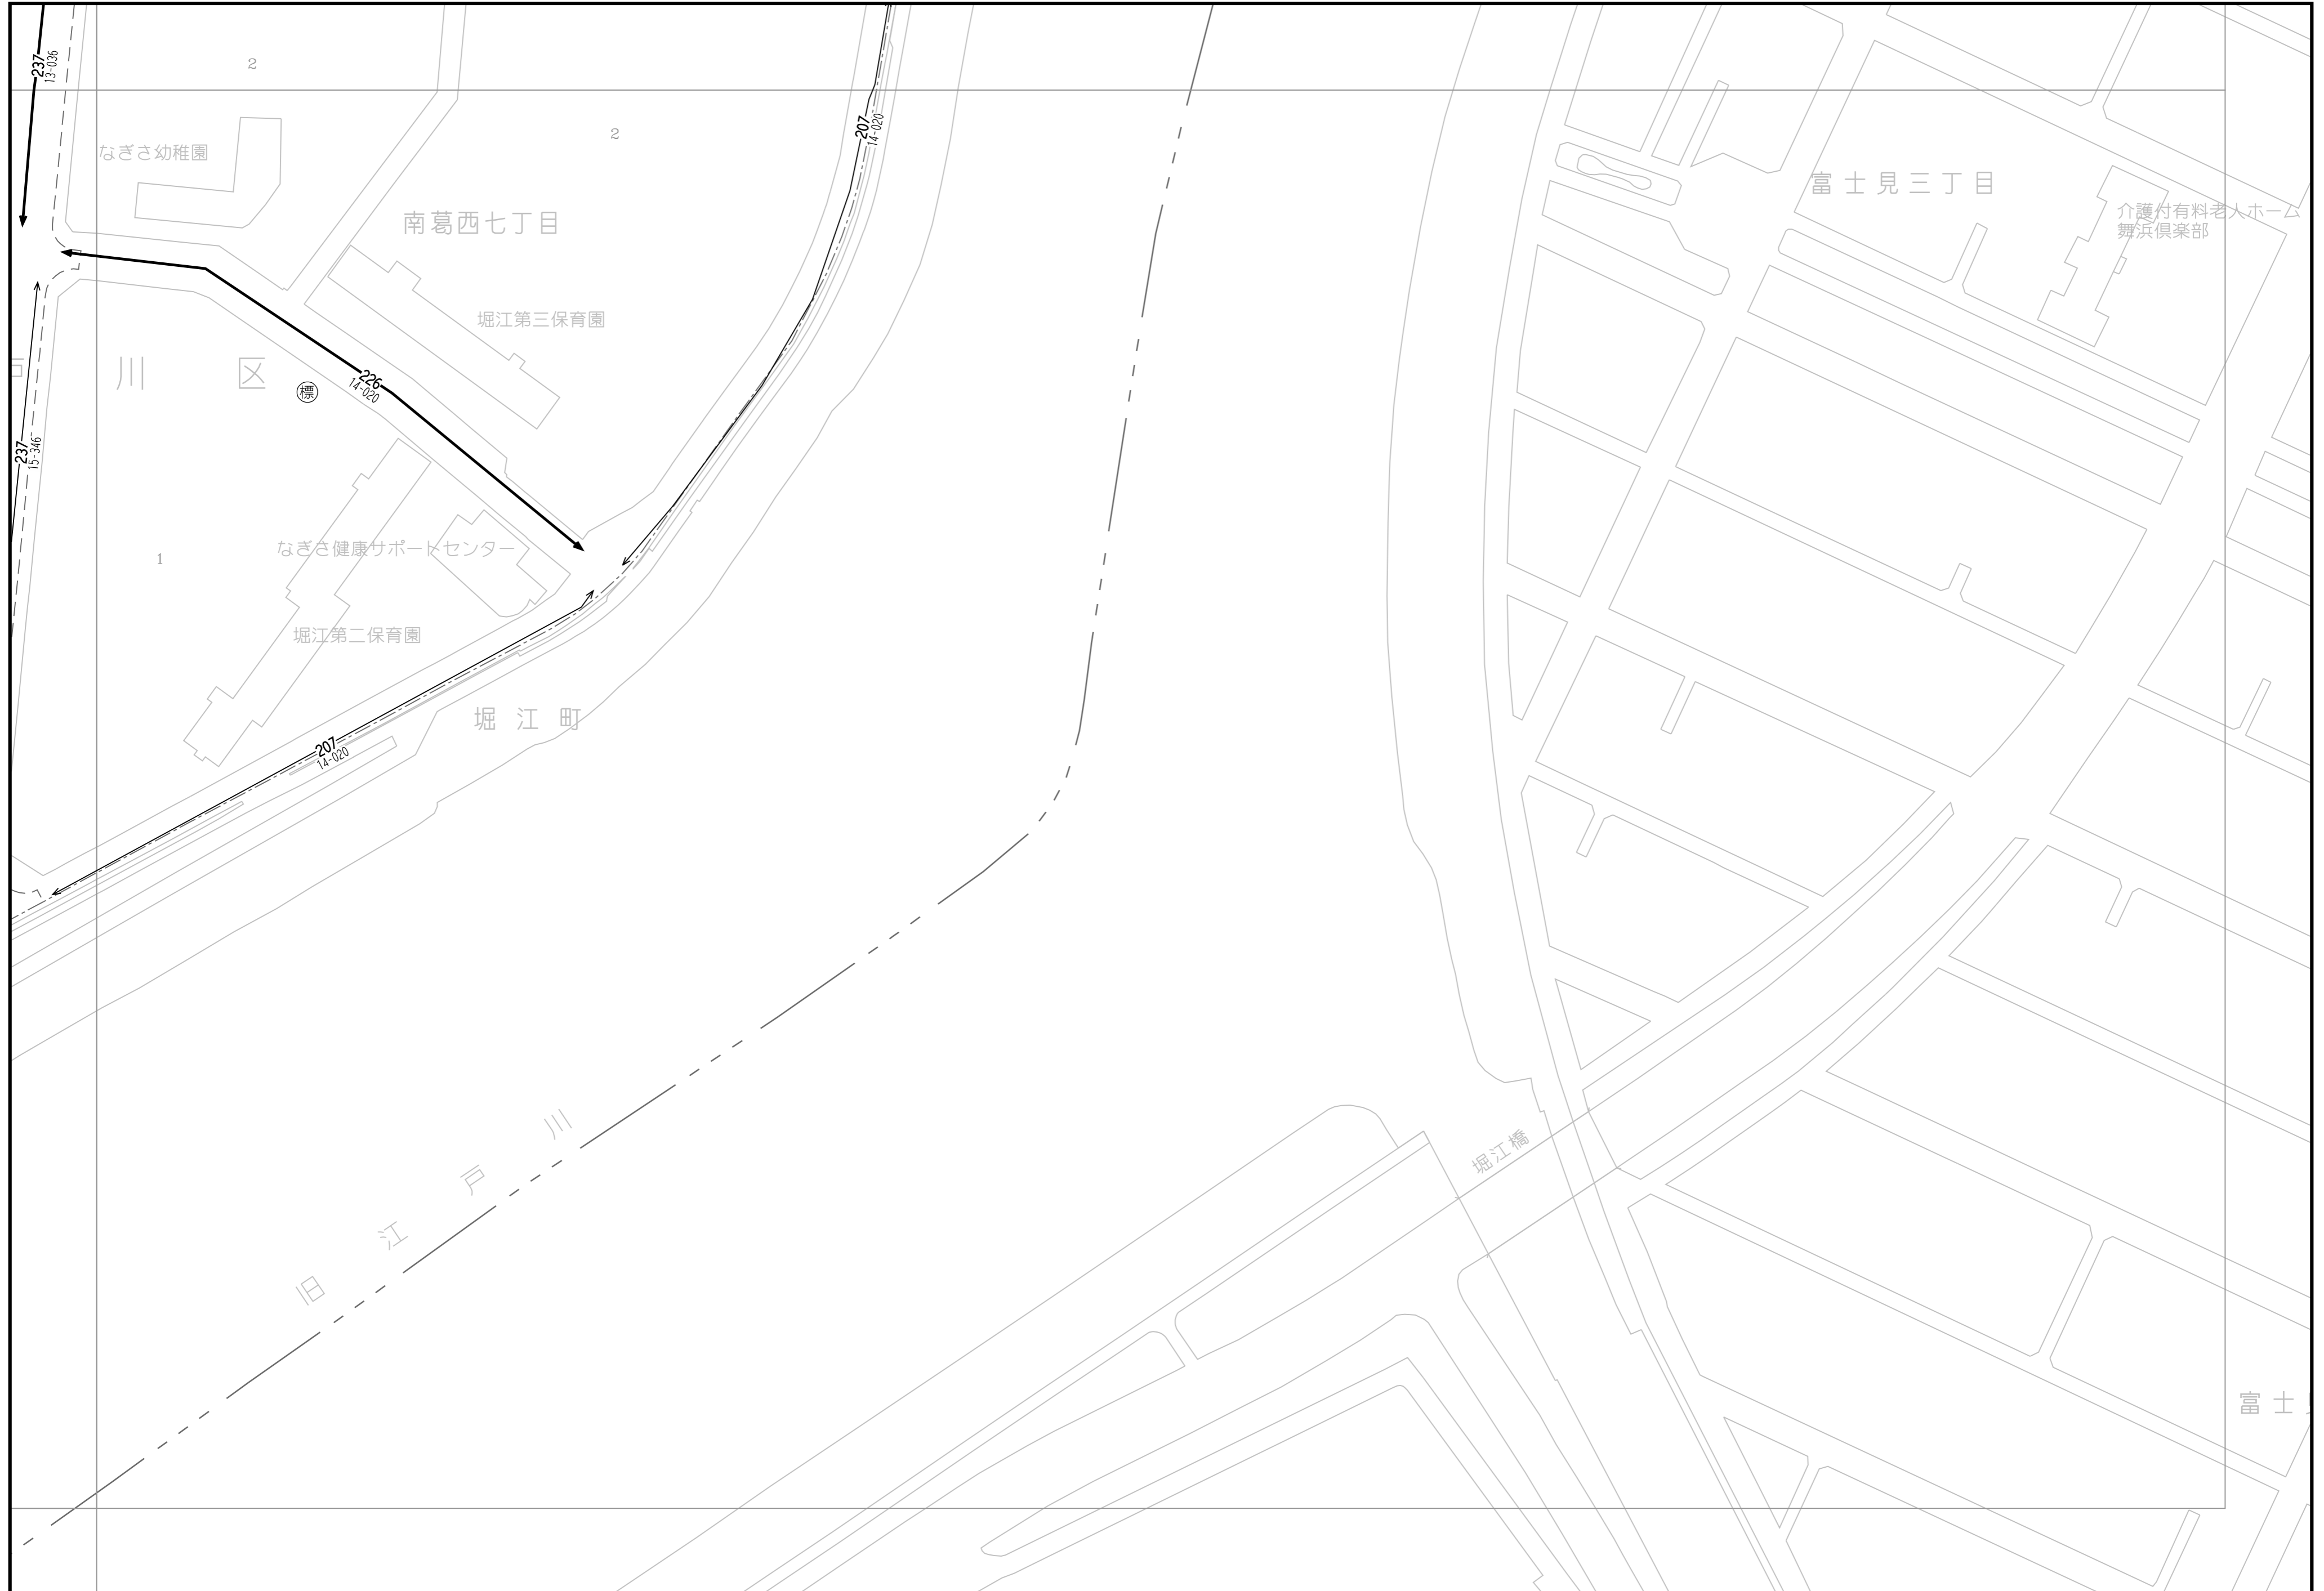 237
13-036
2
2
207
14-020
なぎさ幼稚園
富士見三丁目
南葛西七丁目
介護付有料老人ホーム
舞浜倶楽部
堀江第三保育園
戸川区
標
226
14-020
237
15-346
なぎさ健康サポートセンター
1
堀江第二保育園
堀江町
207
14-020
旧江戸川
堀江橋
富士